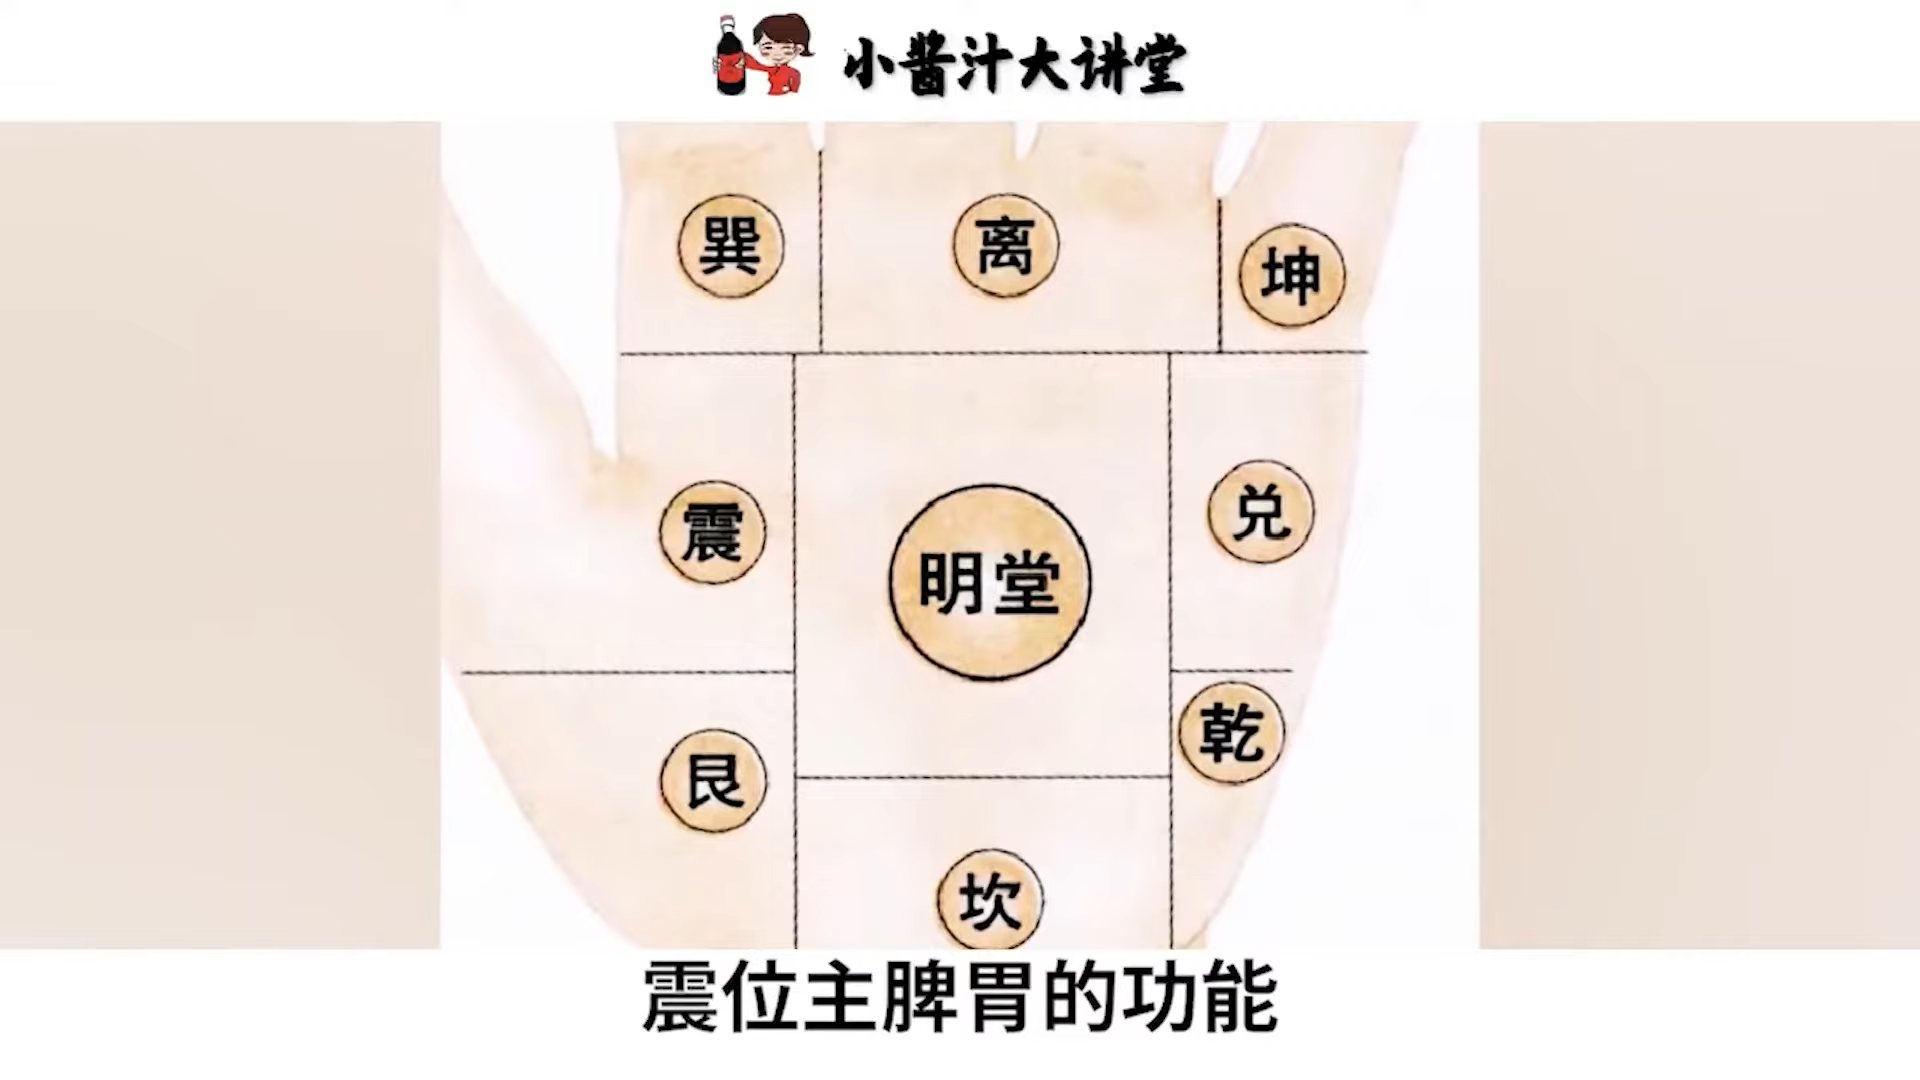 小酱汁大讲堂
巽
离
坤
震
明堂
兑
艮
乾
坎
震位主脾胃的功能